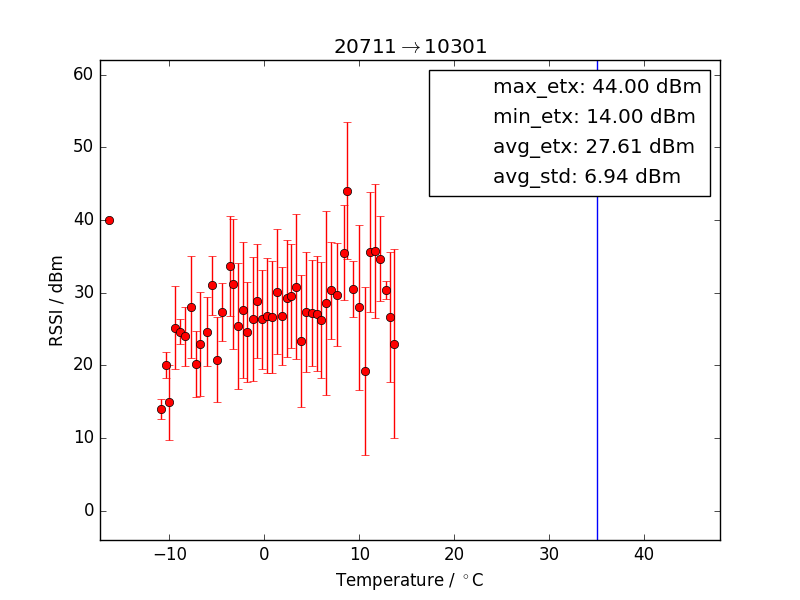 20711→10301
max_etx: 44.00 dBm
min_etx: 14.00 dBm
avg_etx: 27.61 dBm
avg_std: 6.94 dBm
60
50
40
30
20
10
0
RSSI / dBm
−10 0 10 20 30 40
Temperature / °C